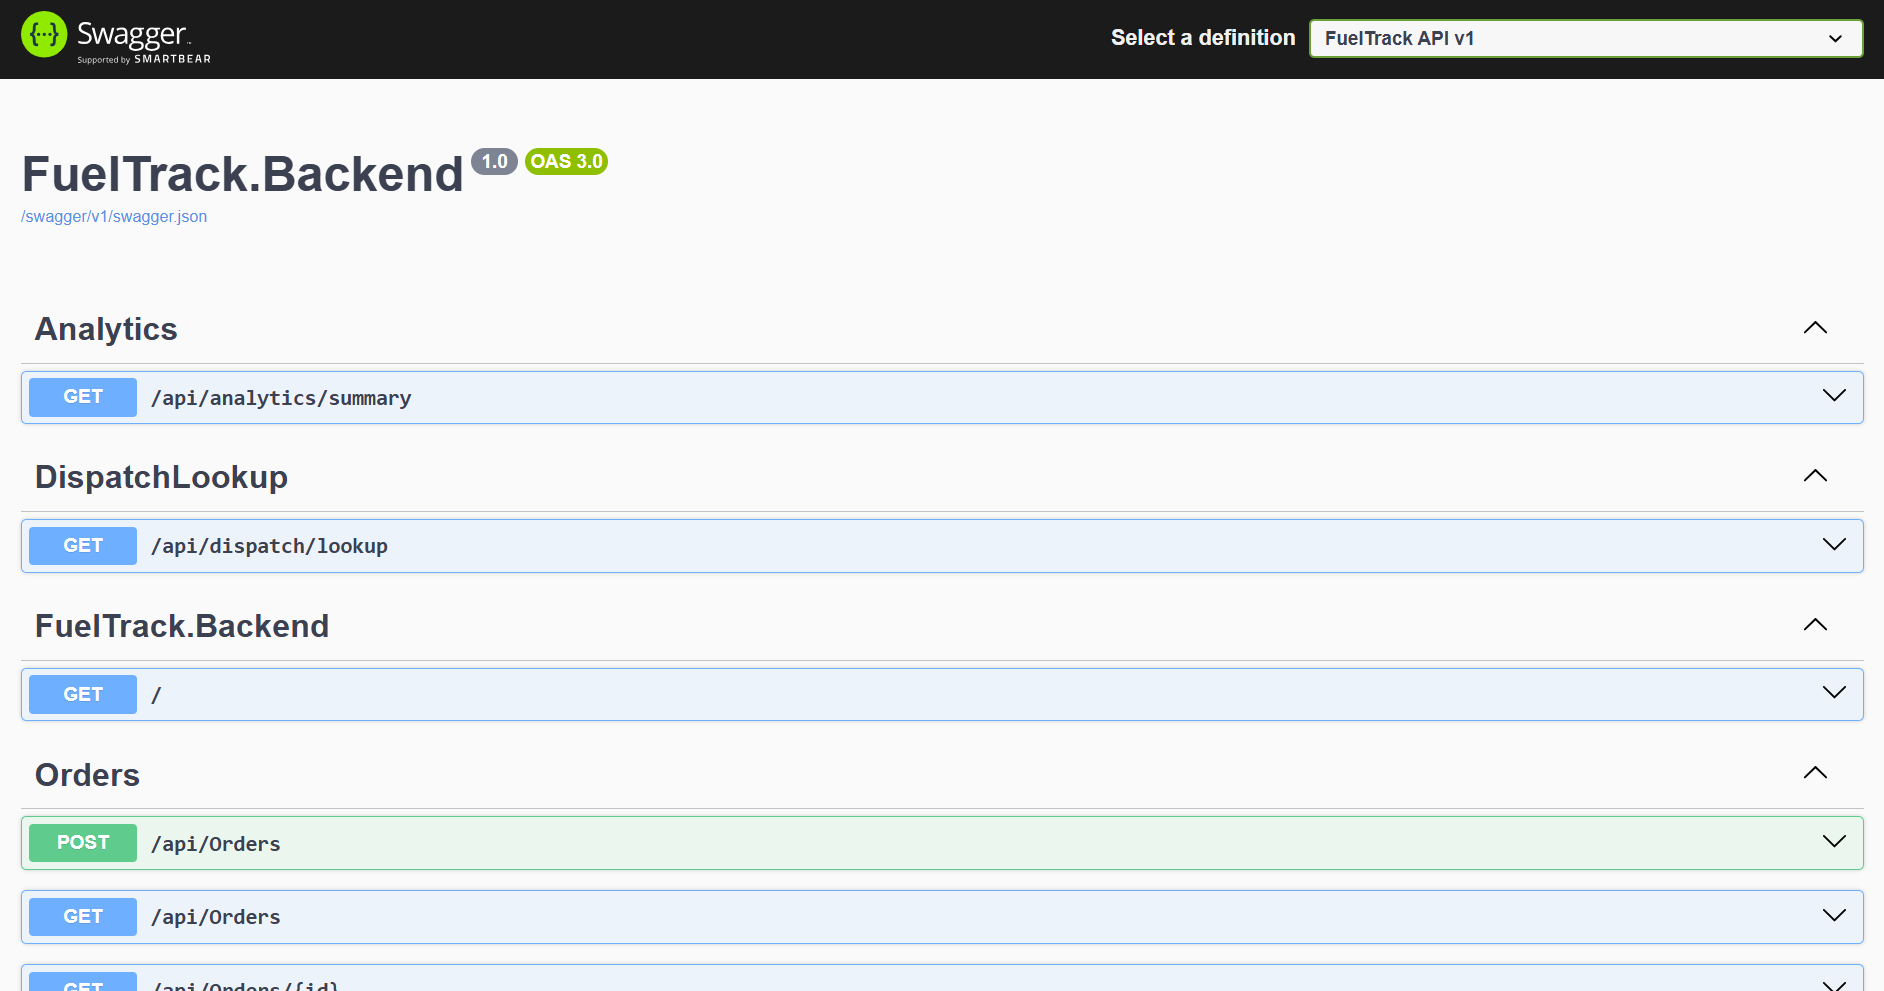 {···} Swagger™
Supported by SMARTBEAR
Select a definition
FuelTrack API v1
FuelTrack.Backend 1.0 OAS 3.0
/swagger/v1/swagger.json
Analytics
GET /api/analytics/summary
DispatchLookup
GET /api/dispatch/lookup
FuelTrack.Backend
GET /
Orders
POST /api/Orders
GET /api/Orders
GET /api/Orders/{id}